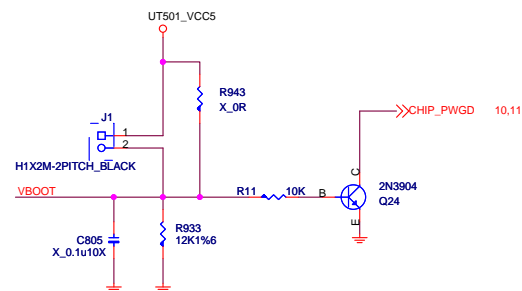 UT501_VCC5
R943
X_0R
J1
1
2
H1X2M-2PITCH_BLACK
CHIP_PWGD 10,11
VBOOT
R11 10K
B
C
E
2N3904
Q24
C805
X_0.1u10X
R933
12K1%6